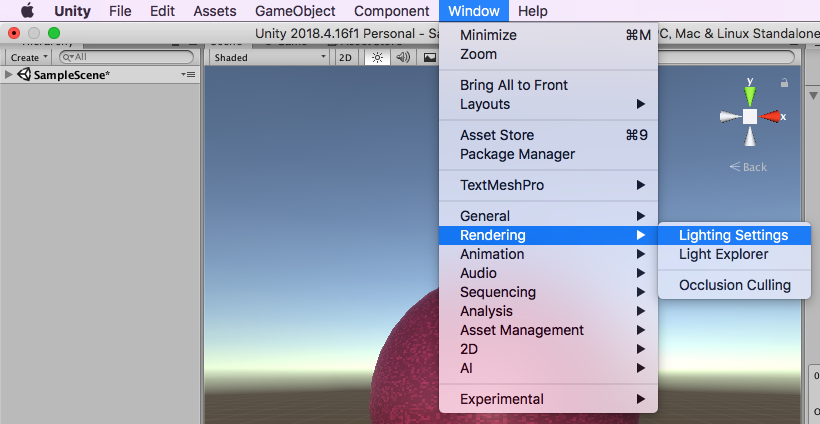 Unity File Edit Assets GameObject Component Window Help
Unity 2018.4.16f1 Personal - Sa
PC, Mac & Linux Standalone
Create
All
Shaded
2D
SampleScene*
Minimize ⌘M
Zoom
Bring All to Front
Layouts
Asset Store ⌘9
Package Manager
TextMeshPro
General
Rendering
Animation
Audio
Sequencing
Analysis
Asset Management
2D
AI
Experimental
Lighting Settings
Light Explorer
Occlusion Culling
y
x
Back